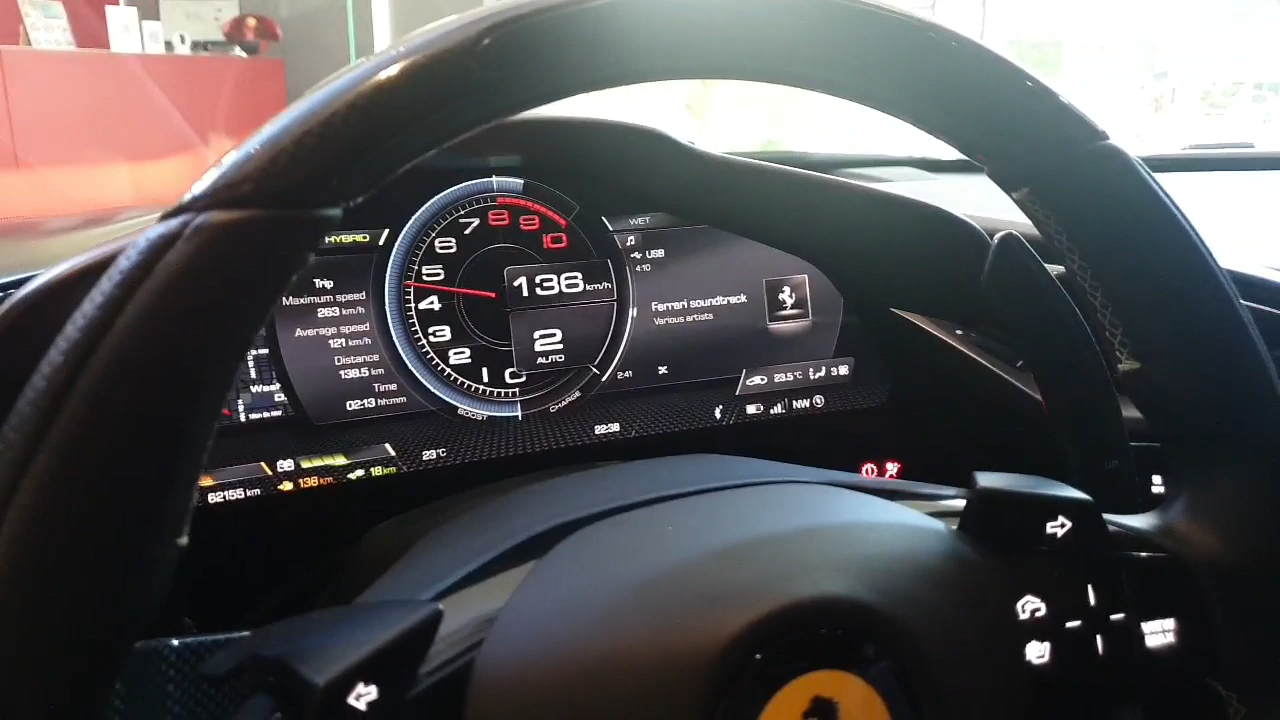 HYBRID
Trip
Maximum speed
263 km/h
Average speed
121 km/h
Distance
138.5 km
Time
02:13 hh:mm
0 1 2 3 4 5 6 7 8 9 10
136 km/h
2
AUTO
BOOST
CHARGE
WET
USB
4:10
Ferrari soundtrack
Various artists
2:41
23.5°C
3
NW
22:38
23°C
138 km
18 km
62155 km
VIEW
MAX